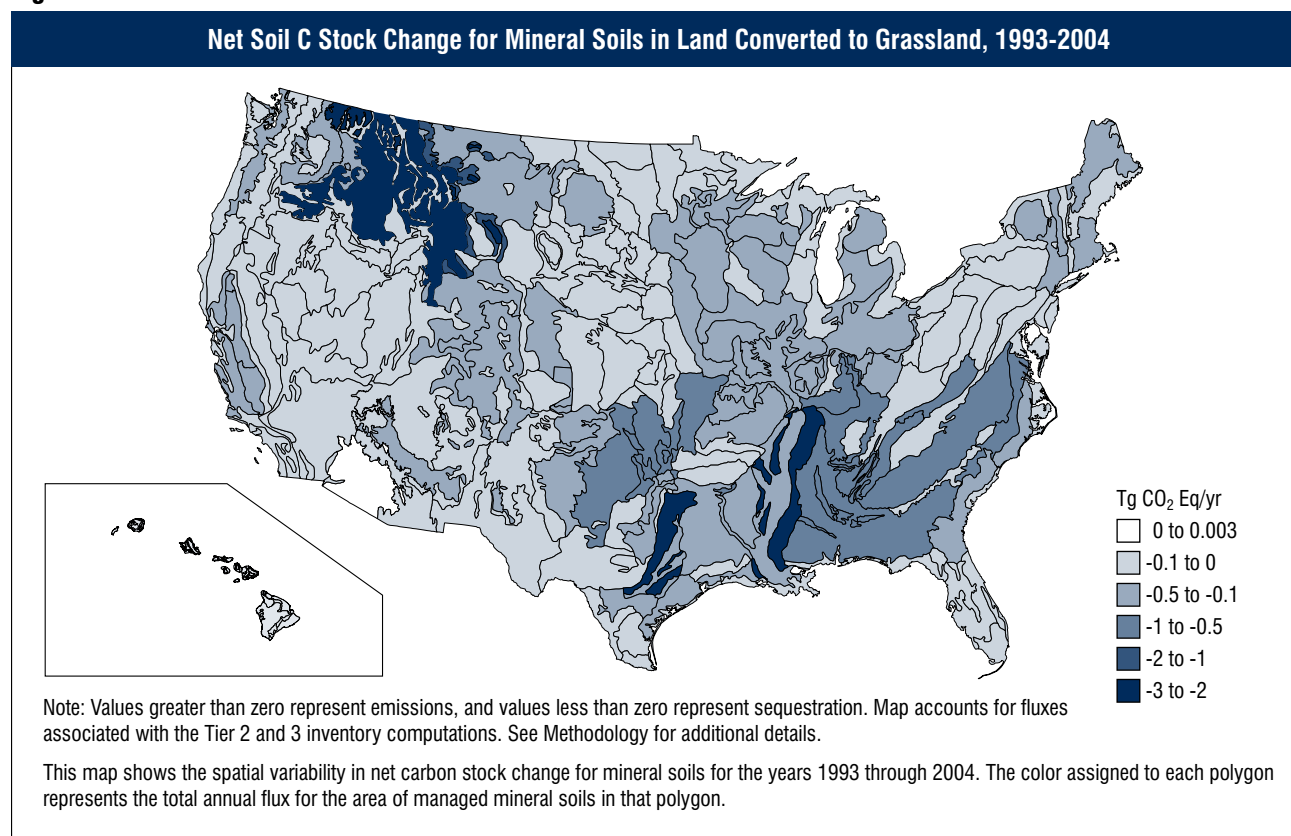 Net Soil C Stock Change for Mineral Soils in Land Converted to Grassland, 1993-2004
Tg CO₂ Eq/yr
0 to 0.003
-0.1 to 0
-0.5 to -0.1
-1 to -0.5
-2 to -1
-3 to -2
Note: Values greater than zero represent emissions, and values less than zero represent sequestration. Map accounts for fluxes
associated with the Tier 2 and 3 inventory computations. See Methodology for additional details.
This map shows the spatial variability in net carbon stock change for mineral soils for the years 1993 through 2004. The color assigned to each polygon
represents the total annual flux for the area of managed mineral soils in that polygon.